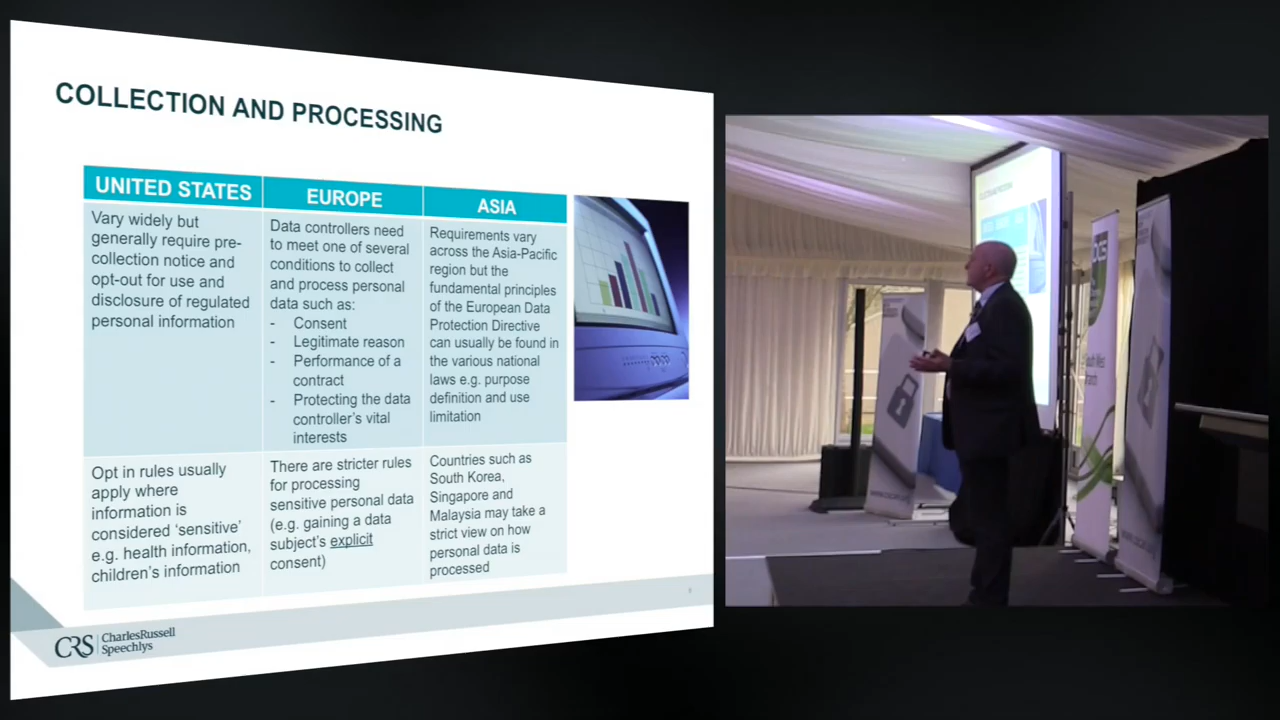 COLLECTION AND PROCESSING
UNITED STATES
EUROPE
ASIA
Vary widely but
generally require pre-
collection notice and
opt-out for use and
disclosure of regulated
personal information
Data controllers need
to meet one of several
conditions to collect
and process personal
data such as:
- Consent
- Legitimate reason
- Performance of a
contract
- Protecting the data
controller's vital
interests
Requirements vary
across the Asia-Pacific
region but the
fundamental principles
of the European Data
Protection Directive
can usually be found in
the various national
laws e.g. purpose
definition and use
limitation
Opt in rules usually
apply where
information is
considered 'sensitive'
e.g. health information,
children's information
There are stricter rules
for processing
sensitive personal data
(e.g. gaining a data
subject's explicit
consent)
Countries such as
South Korea,
Singapore and
Malaysia may take a
strict view on how
personal data is
processed
CRS
CharlesRussell
Speechlys
COLLECTION AND PROCESSING
South West